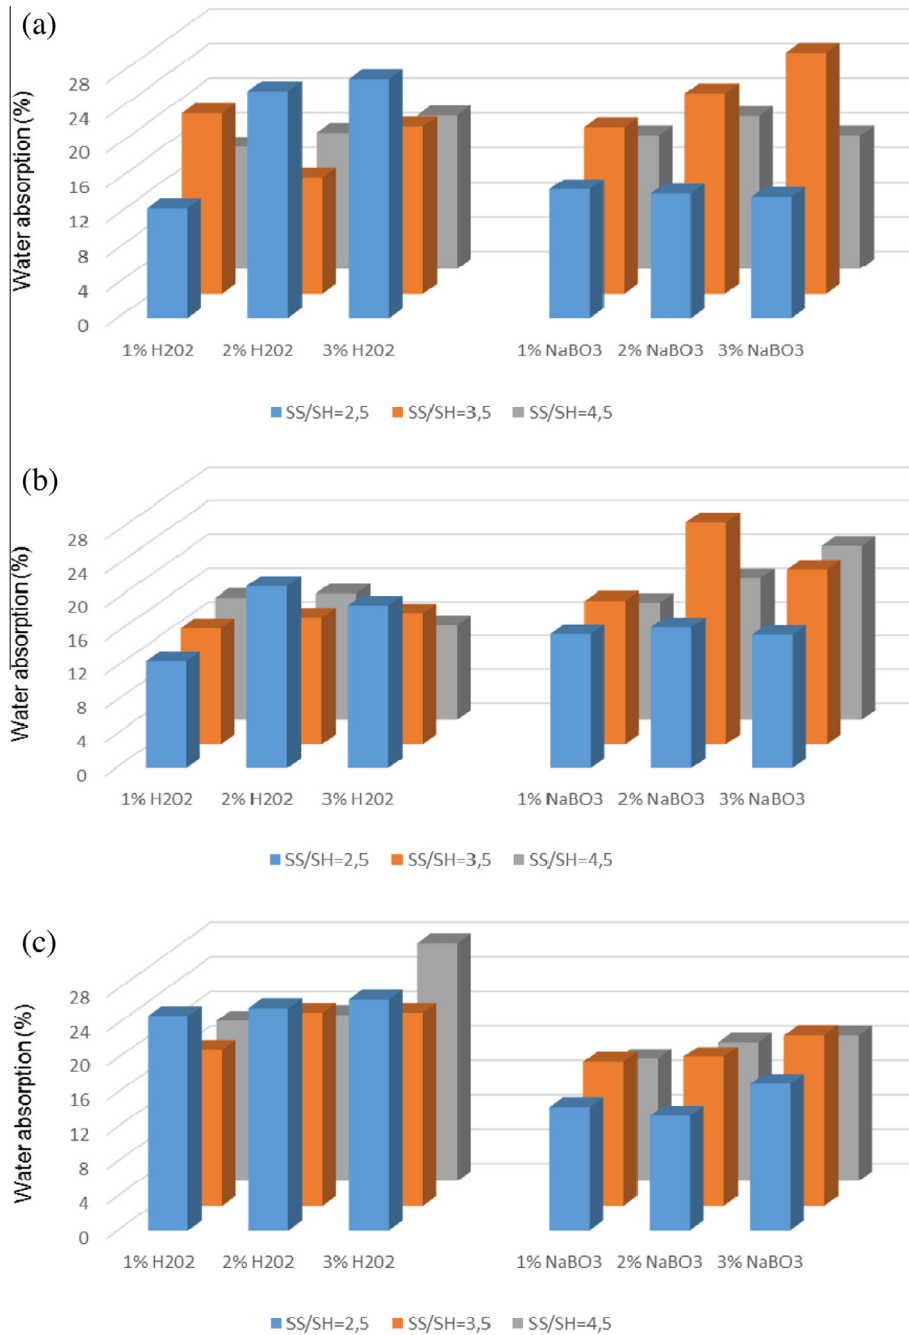 (a)
Water absorption (%)
28
24
20
16
12
8
4
0
1% H2O2 2% H2O2 3% H2O2 1% NaBO3 2% NaBO3 3% NaBO3
SS/SH=2,5 SS/SH=3,5 SS/SH=4,5
(b)
Water absorption (%)
28
24
20
16
12
8
4
0
1% H2O2 2% H2O2 3% H2O2 1% NaBO3 2% NaBO3 3% NaBO3
SS/SH=2,5 SS/SH=3,5 SS/SH=4,5
(c)
Water absorption (%)
28
24
20
16
12
8
4
0
1% H2O2 2% H2O2 3% H2O2 1% NaBO3 2% NaBO3 3% NaBO3
SS/SH=2,5 SS/SH=3,5 SS/SH=4,5